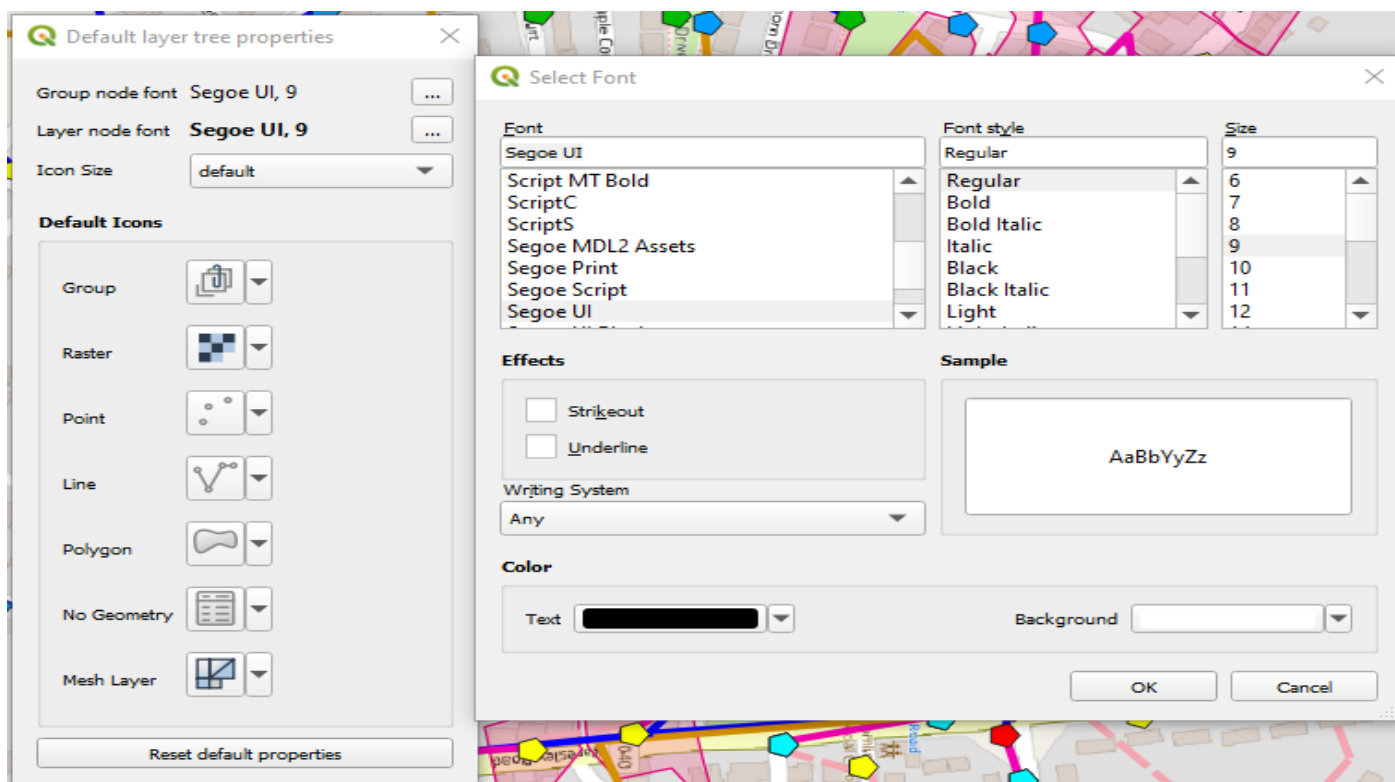 Default layer tree properties
Group node font Segoe UI, 9 ...
Layer node font Segoe UI, 9 ...
Icon Size default
Default Icons
Group
Raster
Point
Line
Polygon
No Geometry
Mesh Layer
Reset default properties
Select Font
Font Font style Size
Segoe UI Regular 9
Script MT Bold Regular 6
ScriptC Bold 7
ScriptS Bold Italic 8
Segoe MDL2 Assets Italic 9
Segoe Print Black 10
Segoe Script Black Italic 11
Segoe UI Light 12
Effects Sample
Strikeout
Underline
AaBbYyZz
Writing System
Any
Color
Text Background
OK Cancel
Road